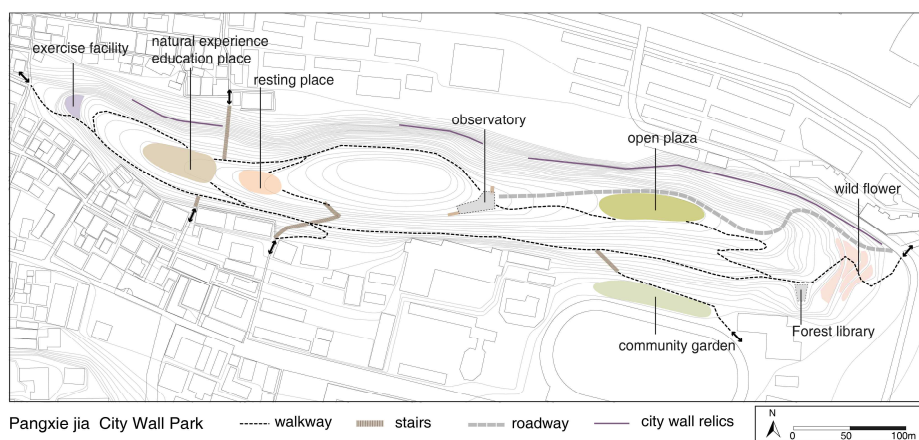 exercise facility
natural experience
education place
resting place
observatory
open plaza
wild flower
community garden
Forest library
Pangxie jia City Wall Park
walkway
stairs
roadway
city wall relics
N
0 50 100m